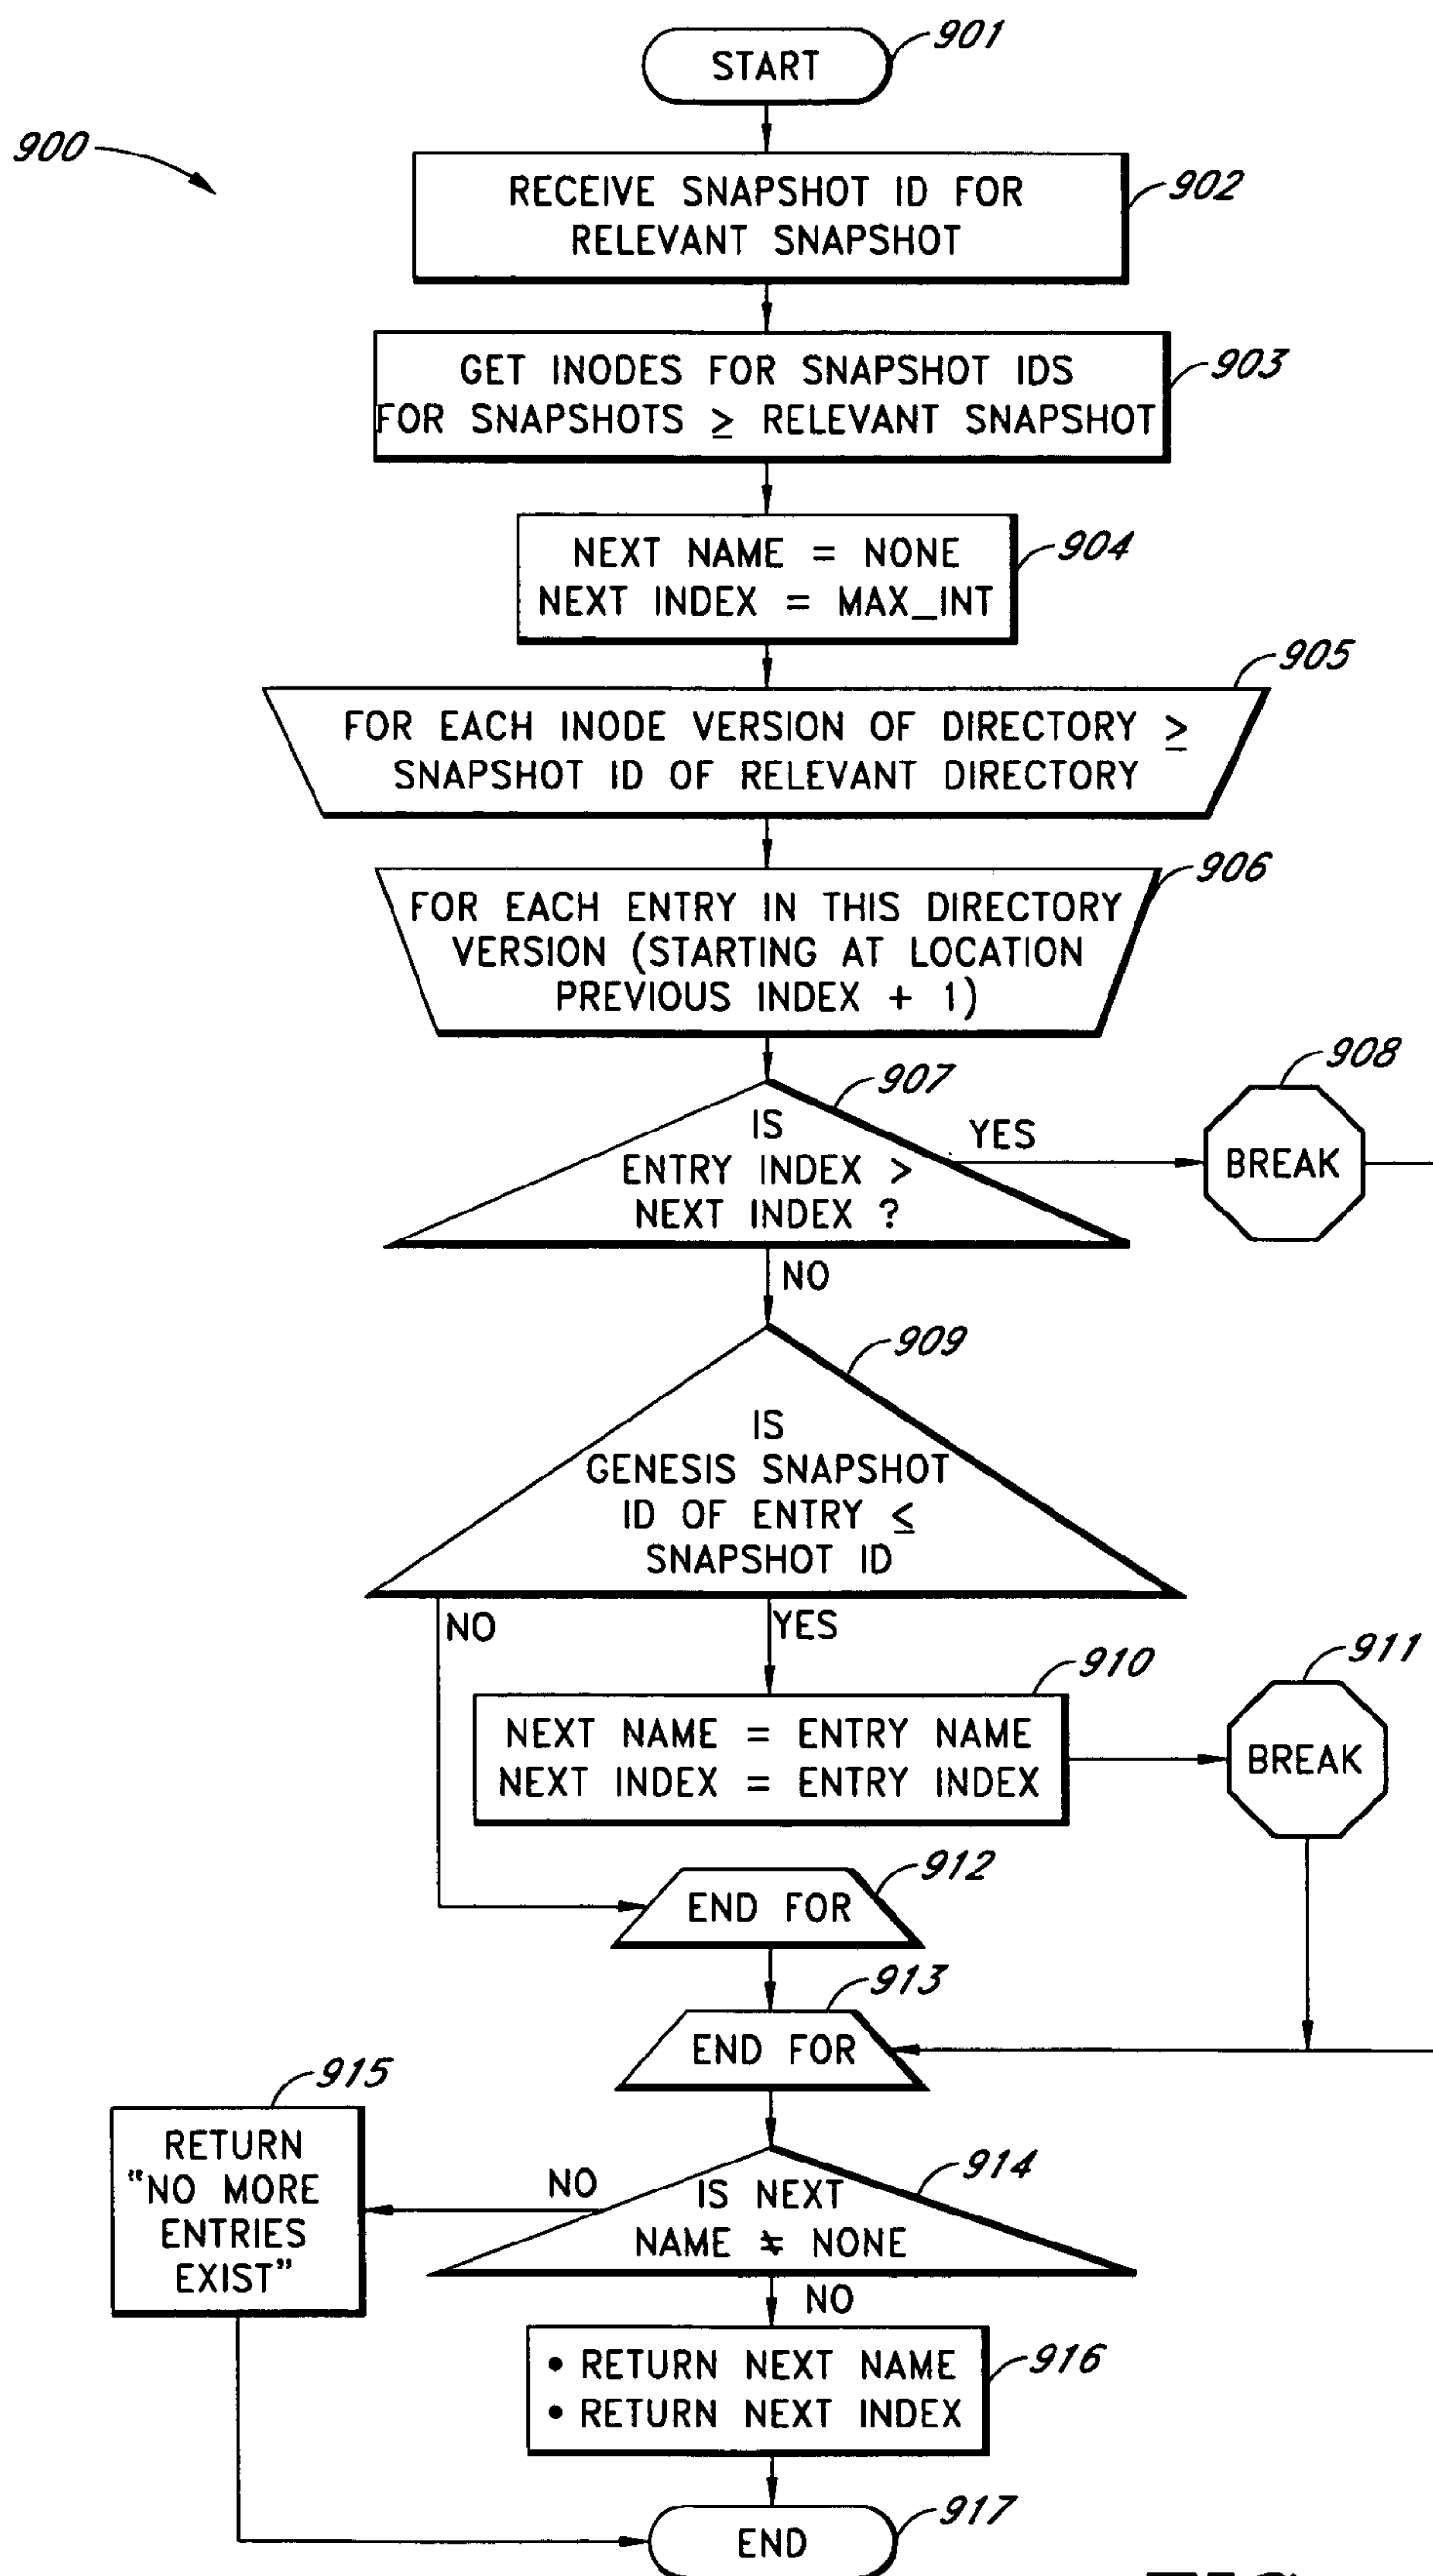 START
901
900
RECEIVE SNAPSHOT ID FOR
RELEVANT SNAPSHOT
902
GET INODES FOR SNAPSHOT IDS
FOR SNAPSHOTS ≥ RELEVANT SNAPSHOT
903
NEXT NAME = NONE
NEXT INDEX = MAX_INT
904
905
FOR EACH INODE VERSION OF DIRECTORY ≥
SNAPSHOT ID OF RELEVANT DIRECTORY
906
FOR EACH ENTRY IN THIS DIRECTORY
VERSION (STARTING AT LOCATION
PREVIOUS INDEX + 1)
907
IS
ENTRY INDEX >
NEXT INDEX ?
YES
908
BREAK
NO
909
IS
GENESIS SNAPSHOT
ID OF ENTRY ≤
SNAPSHOT ID
NO
YES
910
NEXT NAME = ENTRY NAME
NEXT INDEX = ENTRY INDEX
911
BREAK
912
END FOR
913
END FOR
914
IS NEXT
NAME ≠ NONE
NO
915
RETURN
"NO MORE
ENTRIES
EXIST"
NO
• RETURN NEXT NAME
• RETURN NEXT INDEX
916
END
917